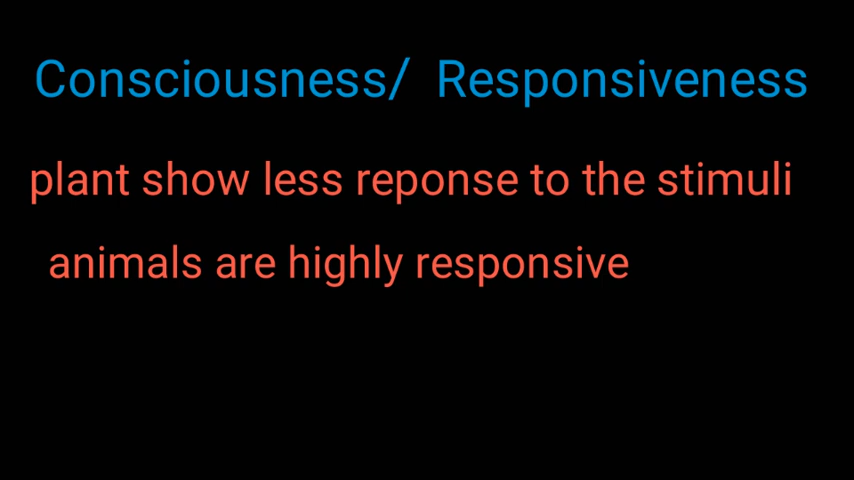 Consciousness/ Responsiveness
plant show less reponse to the stimuli
animals are highly responsive